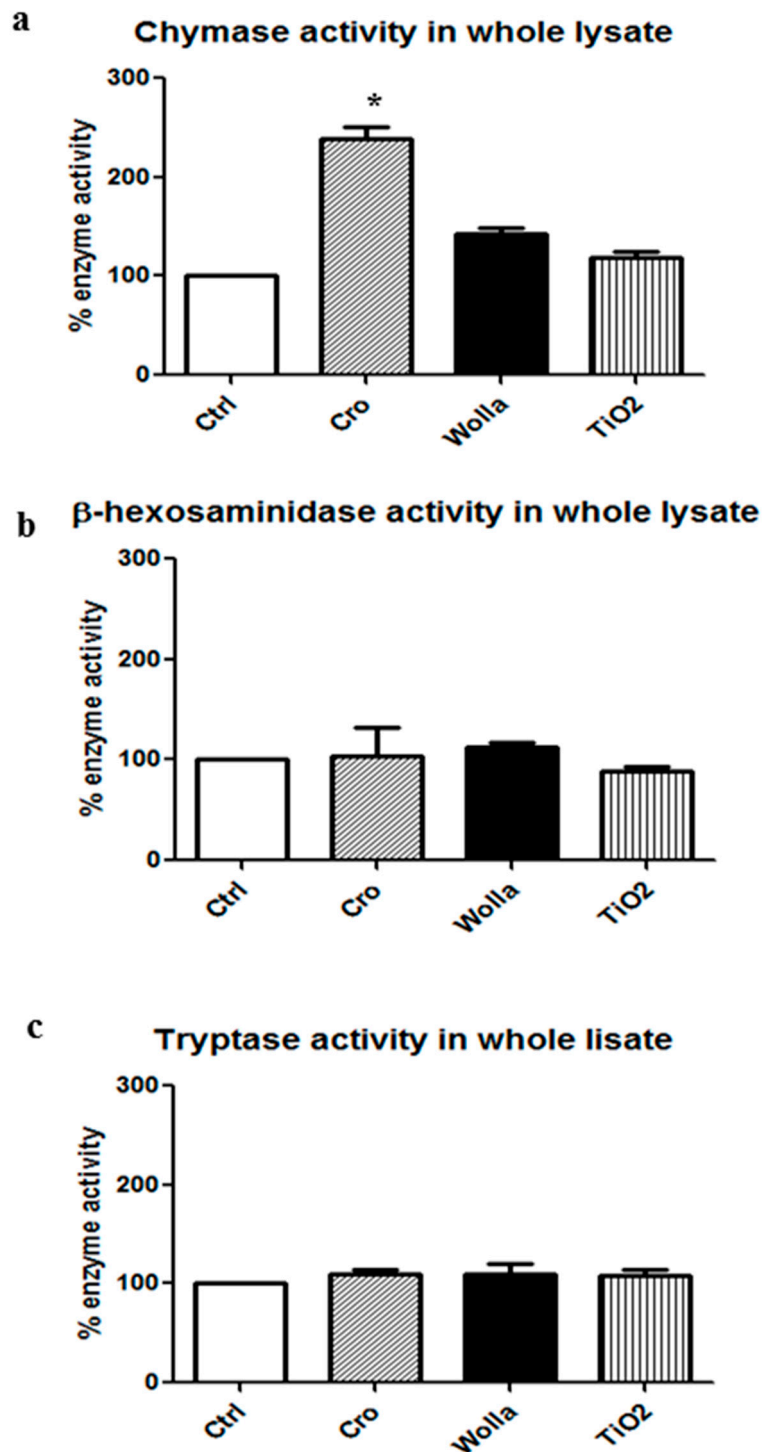 a
Chymase activity in whole lysate
300
*
200
100
0
% enzyme activity
Ctrl
Cro
Wolla
TiO2
b
β-hexosaminidase activity in whole lysate
300
200
100
0
% enzyme activity
Ctrl
Cro
Wolla
TiO2
c
Tryptase activity in whole lisate
300
200
100
0
% enzyme activity
Ctrl
Cro
Wolla
TiO2